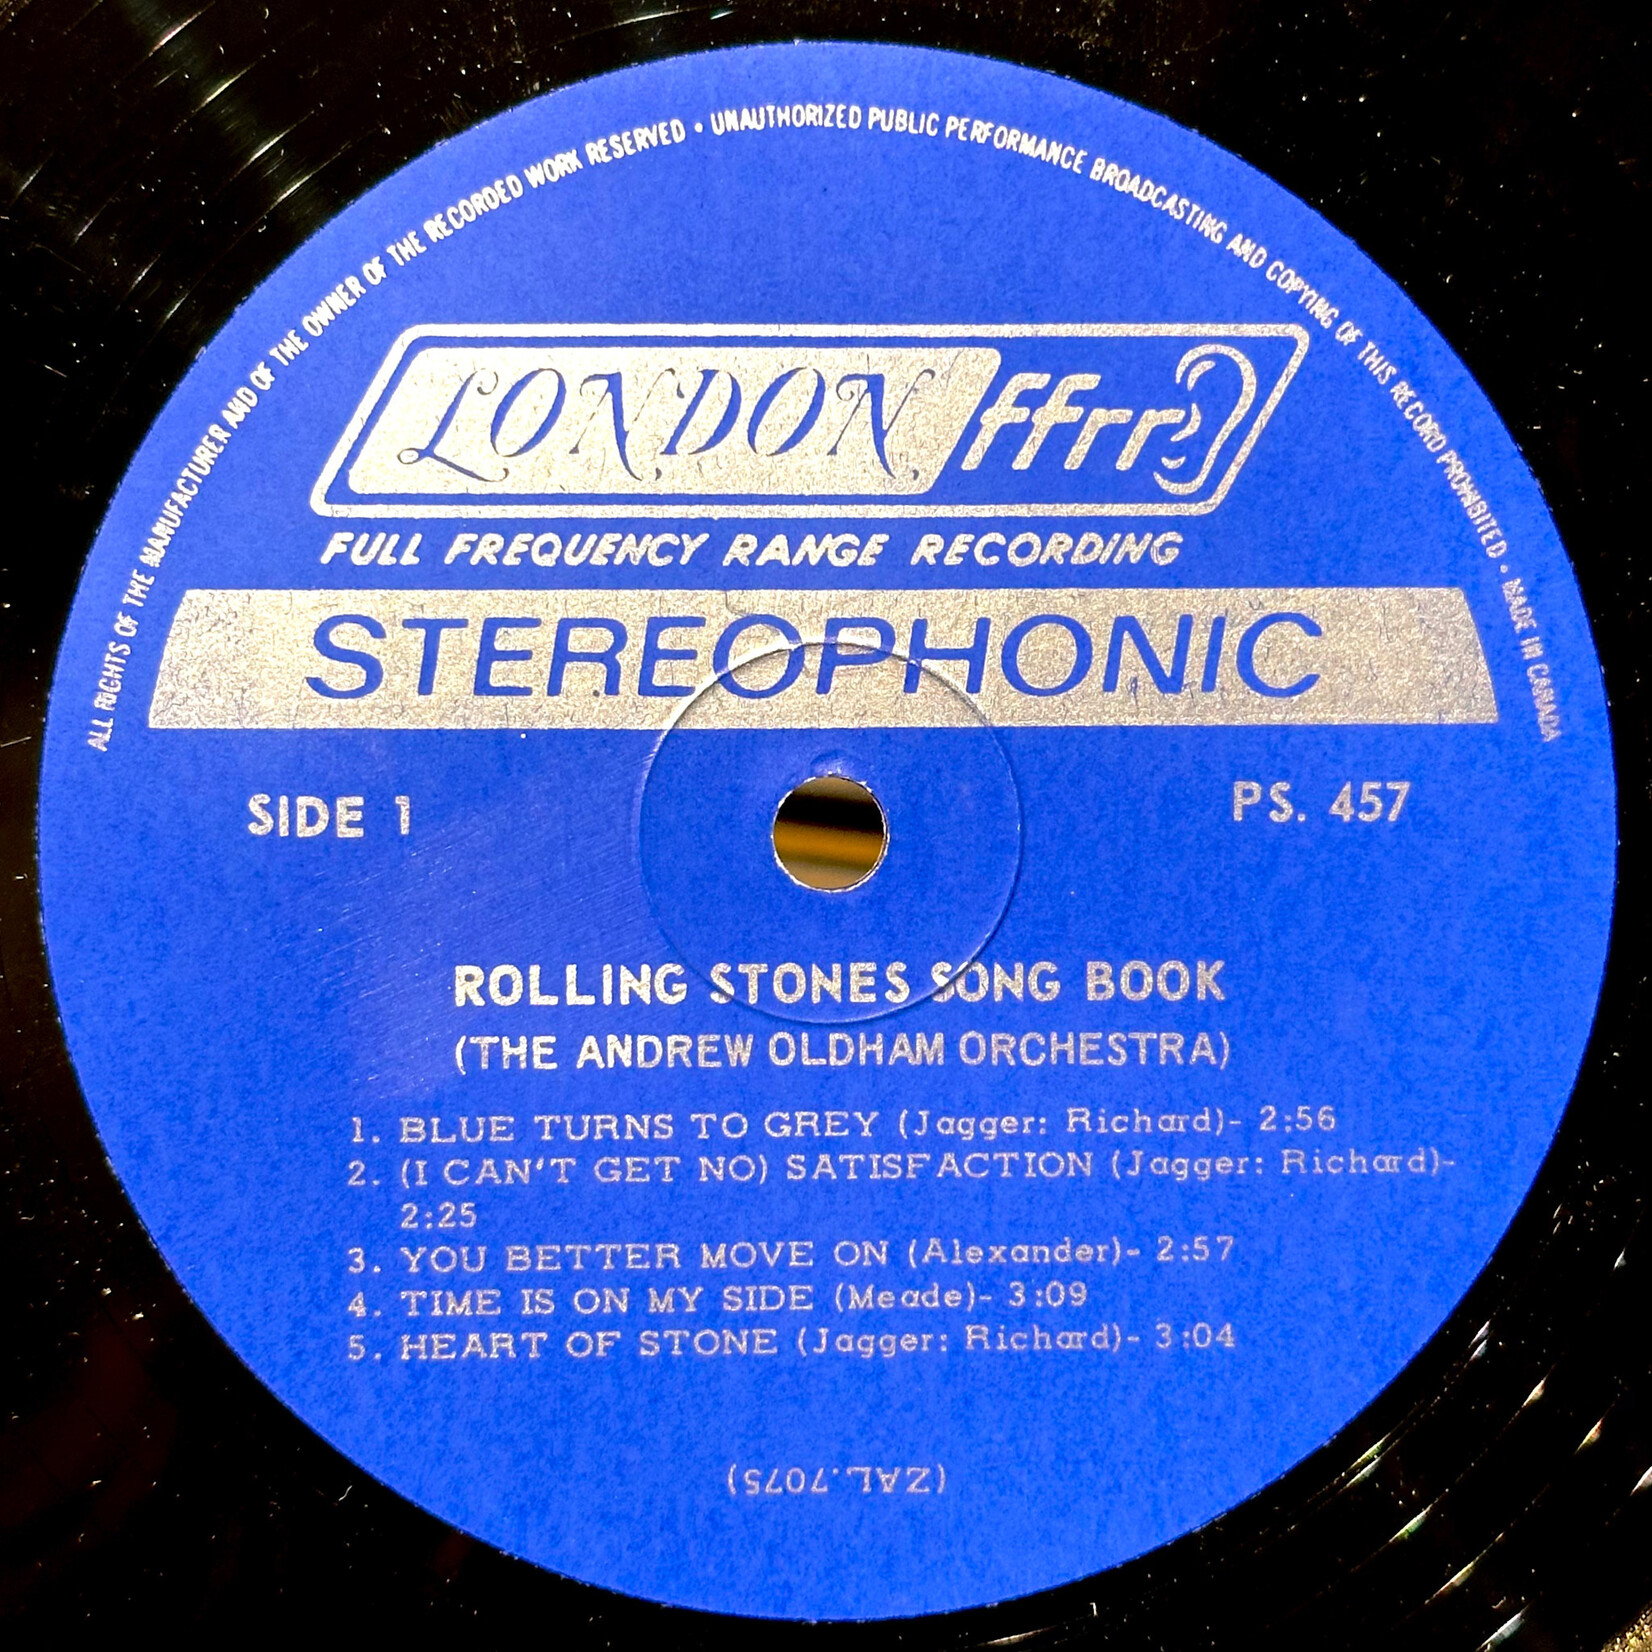 ALL RIGHTS OF THE MANUFACTURER AND OF THE OWNER OF THE RECORDED WORK RESERVED • UNAUTHORIZED PUBLIC PERFORMANCE BROADCASTING AND COPYING OF THIS RECORD PROHIBITED • MADE IN CANADA
LONDON ffrr
FULL FREQUENCY RANGE RECORDING
STEREOPHONIC
SIDE 1 PS. 457
ROLLING STONES SONG BOOK
(THE ANDREW OLDHAM ORCHESTRA)
1. BLUE TURNS TO GREY (Jagger: Richard)- 2:56
2. (I CAN'T GET NO) SATISFACTION (Jagger: Richard)-
2:25
3. YOU BETTER MOVE ON (Alexander)- 2:57
4. TIME IS ON MY SIDE (Meade)- 3:09
5. HEART OF STONE (Jagger: Richard)- 3:04
(ZAL.7075)